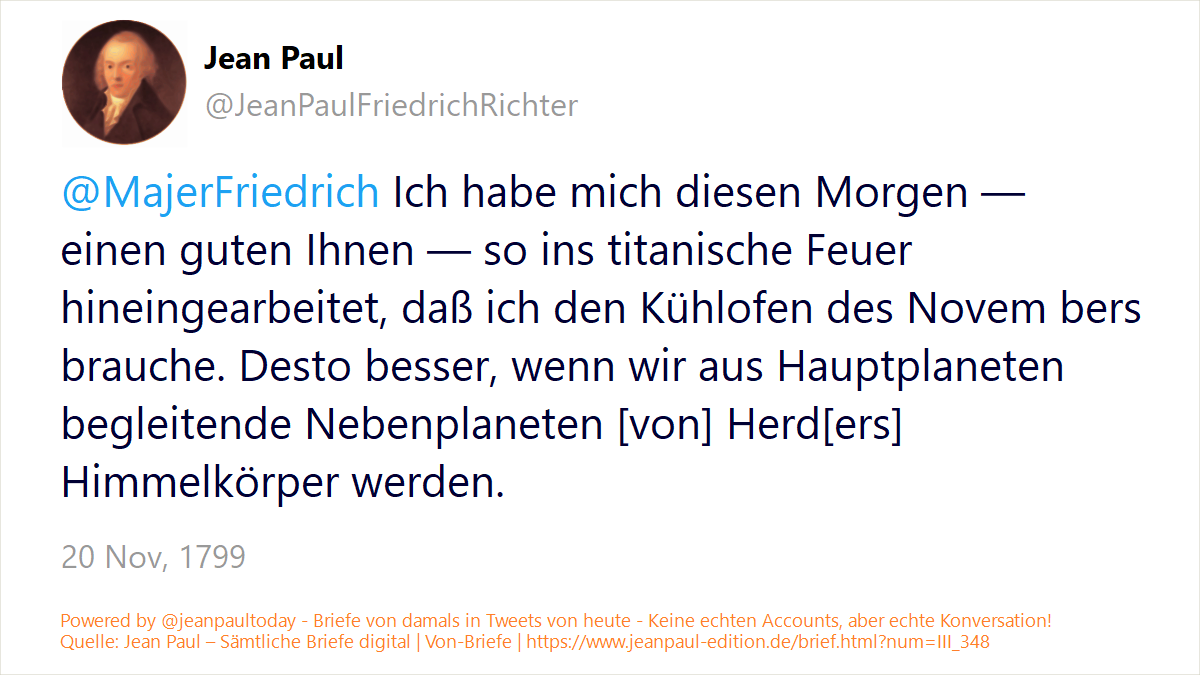 Jean Paul
@JeanPaulFriedrichRichter
@MajerFriedrich Ich habe mich diesen Morgen —
einen guten Ihnen — so ins titanische Feuer
hineingearbeitet, daß ich den Kühlofen des Novem bers
brauche. Desto besser, wenn wir aus Hauptplaneten
begleitende Nebenplaneten [von] Herd[ers]
Himmelkörper werden.
20 Nov, 1799
Powered by @jeanpaultoday - Briefe von damals in Tweets von heute - Keine echten Accounts, aber echte Konversation!
Quelle: Jean Paul – Sämtliche Briefe digital | Von-Briefe | https://www.jeanpaul-edition.de/brief.html?num=III_348